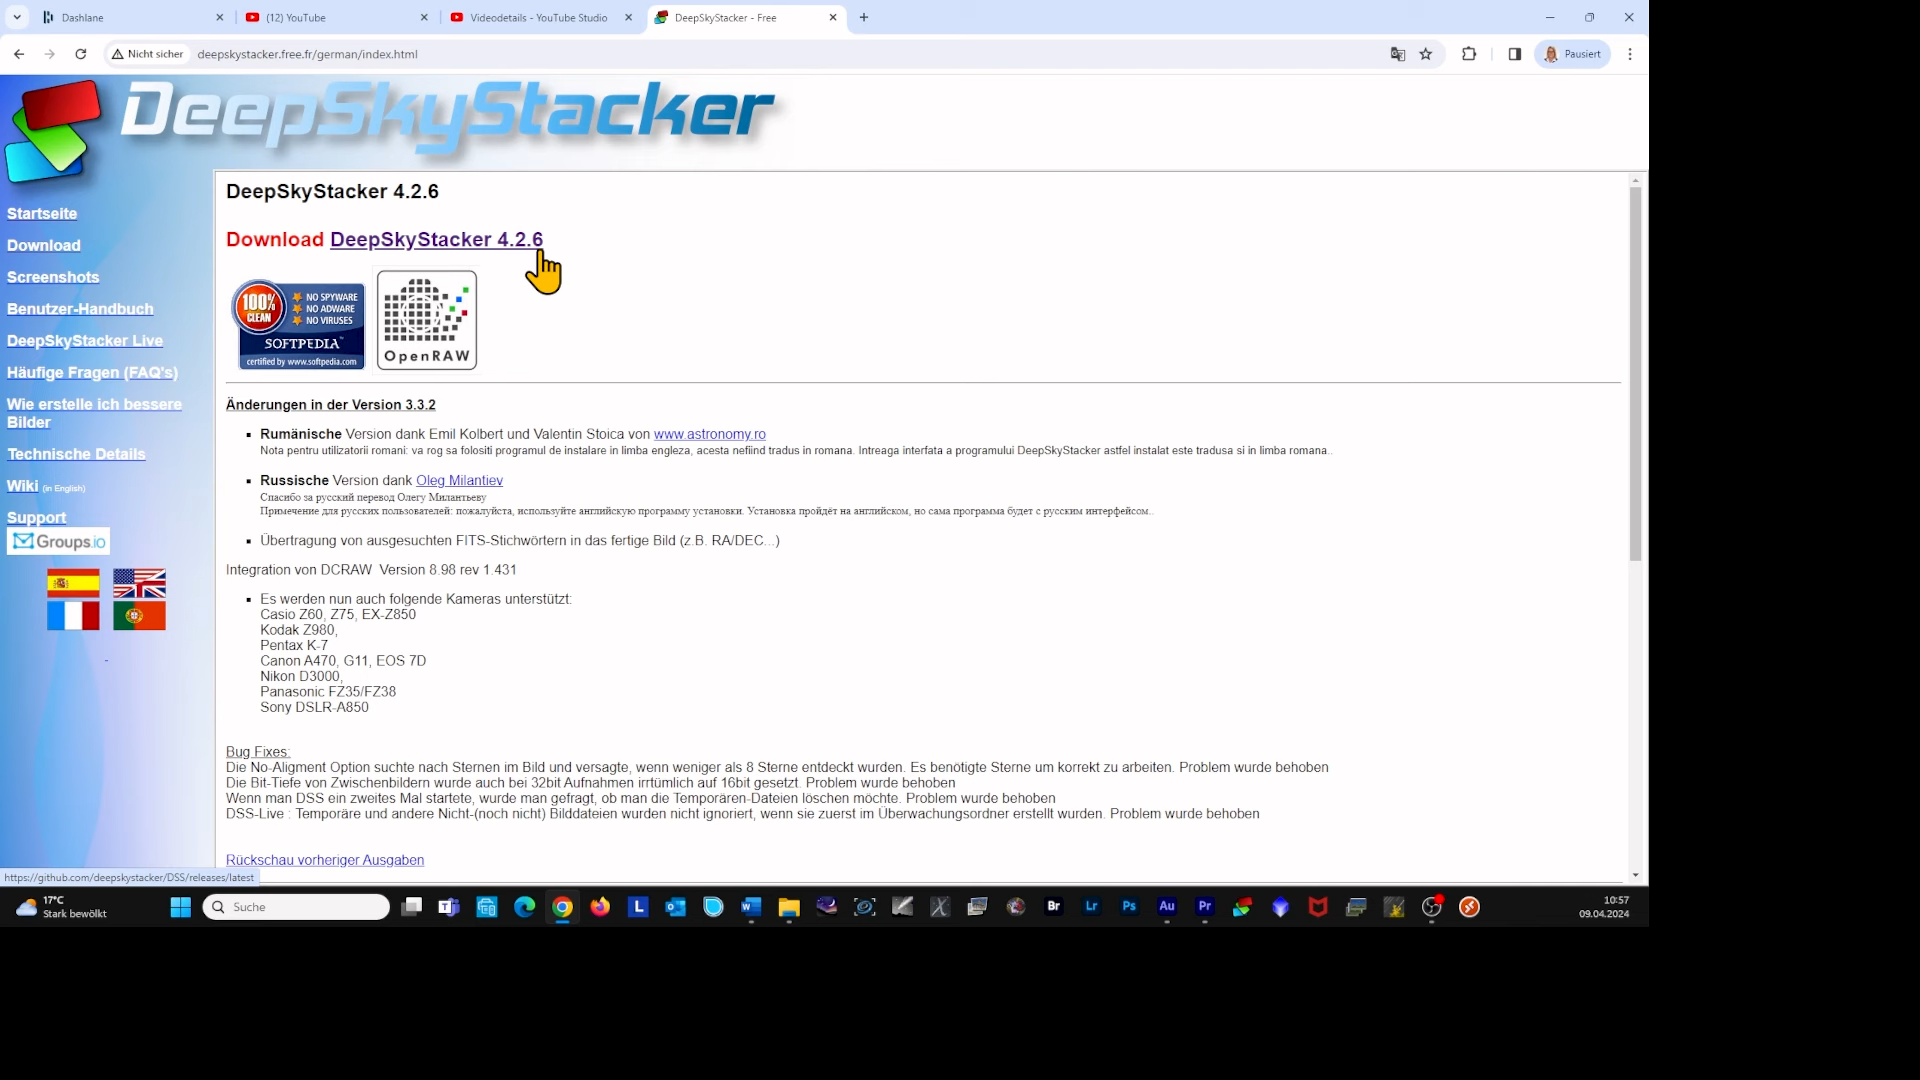 Dashlane
(12) YouTube
Videodetails - YouTube Studio
DeepSkyStacker - Free
Nicht sicher
deepskystacker.free.fr/german/index.html
Pausiert
DeepSkyStacker
Startseite
Download
Screenshots
Benutzer-Handbuch
DeepSkyStacker Live
Häufige Fragen (FAQ's)
Wie erstelle ich bessere
Bilder
Technische Details
Wiki (in English)
Support
Groups.io
DeepSkyStacker 4.2.6
Download DeepSkyStacker 4.2.6
100%
CLEAN
NO SPYWARE
NO ADWARE
NO VIRUSES
SOFTPEDIA
certified by www.softpedia.com
OpenRAW
Änderungen in der Version 3.3.2
Rumänische Version dank Emil Kolbert und Valentin Stoica von www.astronomy.ro
Nota pentru utilizatorii romani: va rog sa folositi programul de instalare in limba engleza, acesta nefiind tradus in romana. Intreaga interfata a programului DeepSkyStacker astfel instalat este tradusa si in limba romana..
Russische Version dank Oleg Milantiev
Спасибо за русский перевод Олегу Милантьеву
Примечение для русских пользователей: пожалуйста, используйте английскую программу установки. Установка пройдёт на английском, но сама программа будет с русским интерфейсом..
Übertragung von ausgesuchten FITS-Stichwörtern in das fertige Bild (z.B. RA/DEC...)
Integration von DCRAW Version 8.98 rev 1.431
Es werden nun auch folgende Kameras unterstützt:
Casio Z60, Z75, EX-Z850
Kodak Z980,
Pentax K-7
Canon A470, G11, EOS 7D
Nikon D3000,
Panasonic FZ35/FZ38
Sony DSLR-A850
Bug Fixes:
Die No-Aligment Option suchte nach Sternen im Bild und versagte, wenn weniger als 8 Sterne entdeckt wurden. Es benötigte Sterne um korrekt zu arbeiten. Problem wurde behoben
Die Bit-Tiefe von Zwischenbildern wurde auch bei 32bit Aufnahmen irrtümlich auf 16bit gesetzt. Problem wurde behoben
Wenn man DSS ein zweites Mal startete, wurde man gefragt, ob man die Temporären-Dateien löschen möchte. Problem wurde behoben
DSS-Live : Temporäre und andere Nicht-(noch nicht) Bilddateien wurden nicht ignoriert, wenn sie zuerst im Überwachungsordner erstellt wurden. Problem wurde behoben
Rückschau vorheriger Ausgaben
https://github.com/deepskystacker/DSS/releases/latest
17°C
Stark bewölkt
Suche
L
Br
Lr
Ps
Au
Pr
10:57
09.04.2024